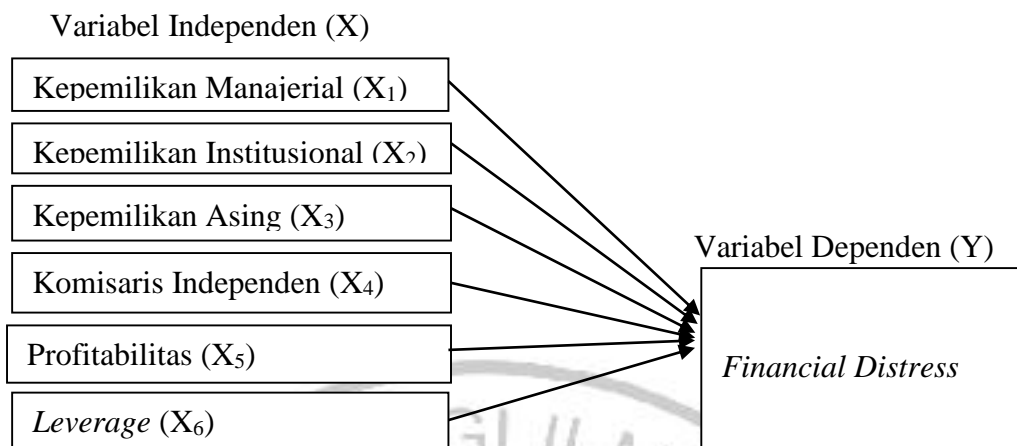 Variabel Independen (X)
Kepemilikan Manajerial (X₁)
Kepemilikan Institusional (X₂)
Kepemilikan Asing (X₃)
Komisaris Independen (X₄)
Profitabilitas (X₅)
Leverage (X₆)
Variabel Dependen (Y)
Financial Distress